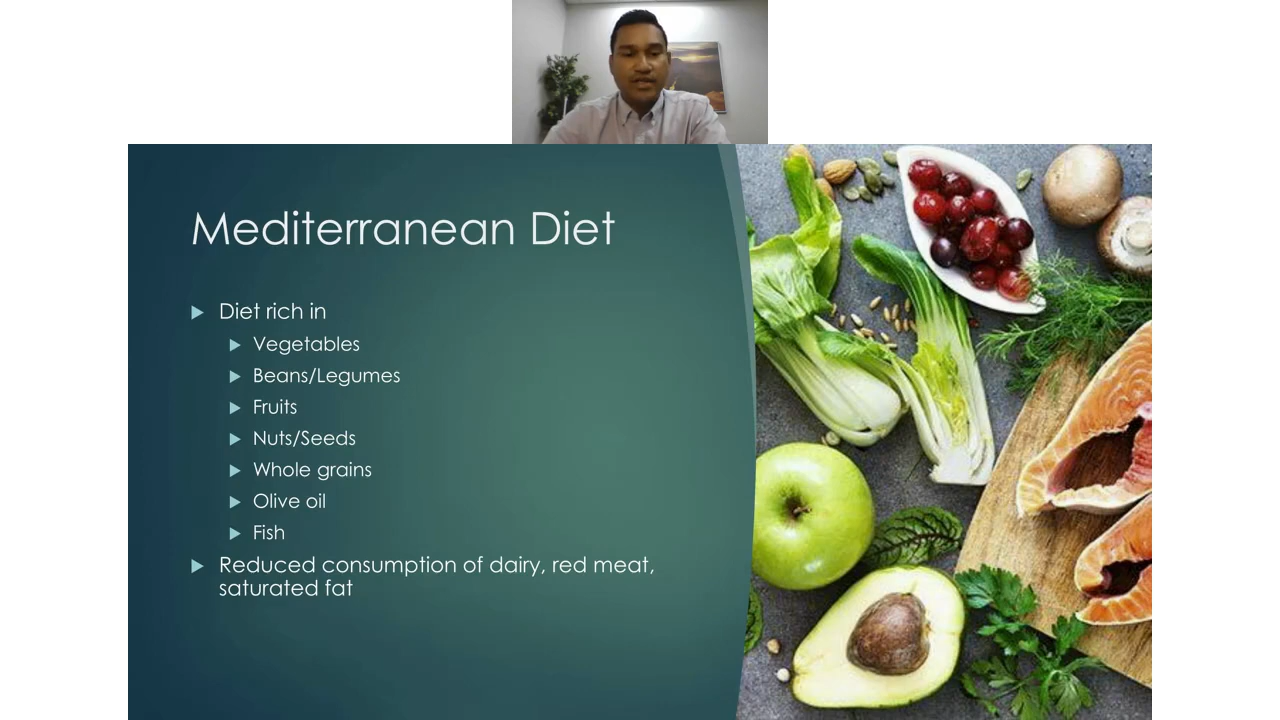 Mediterranean Diet
Diet rich in
Vegetables
Beans/Legumes
Fruits
Nuts/Seeds
Whole grains
Olive oil
Fish
Reduced consumption of dairy, red meat,
saturated fat